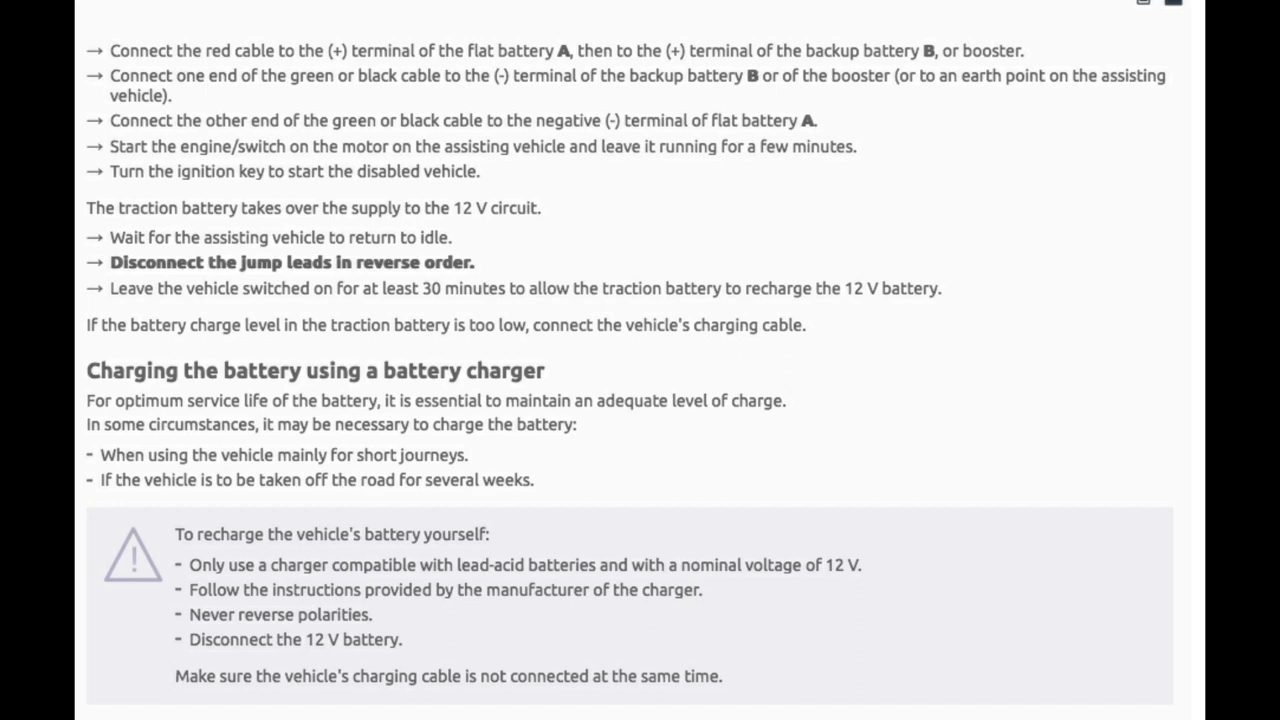 → Connect the red cable to the (+) terminal of the flat battery A, then to the (+) terminal of the backup battery B, or booster.
→ Connect one end of the green or black cable to the (-) terminal of the backup battery B or of the booster (or to an earth point on the assisting
vehicle).
→ Connect the other end of the green or black cable to the negative (-) terminal of flat battery A.
→ Start the engine/switch on the motor on the assisting vehicle and leave it running for a few minutes.
→ Turn the ignition key to start the disabled vehicle.
The traction battery takes over the supply to the 12 V circuit.
→ Wait for the assisting vehicle to return to idle.
→ Disconnect the jump leads in reverse order.
→ Leave the vehicle switched on for at least 30 minutes to allow the traction battery to recharge the 12 V battery.
If the battery charge level in the traction battery is too low, connect the vehicle's charging cable.
Charging the battery using a battery charger
For optimum service life of the battery, it is essential to maintain an adequate level of charge.
In some circumstances, it may be necessary to charge the battery:
- When using the vehicle mainly for short journeys.
- If the vehicle is to be taken off the road for several weeks.
To recharge the vehicle's battery yourself:
- Only use a charger compatible with lead-acid batteries and with a nominal voltage of 12 V.
- Follow the instructions provided by the manufacturer of the charger.
- Never reverse polarities.
- Disconnect the 12 V battery.
Make sure the vehicle's charging cable is not connected at the same time.